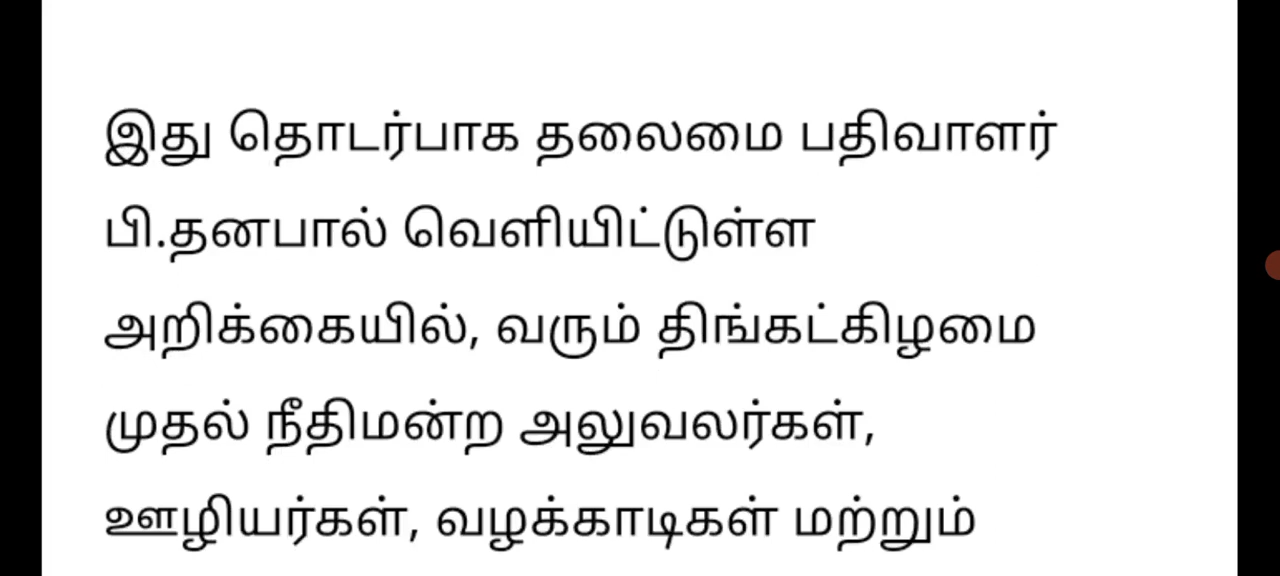 இது தொடர்பாக தலைமை பதிவாளர்
பி.தனபால் வெளியிட்டுள்ள
அறிக்கையில், வரும் திங்கட்கிழமை
முதல் நீதிமன்ற அலுவலர்கள்,
ஊழியர்கள், வழக்காடிகள் மற்றும்